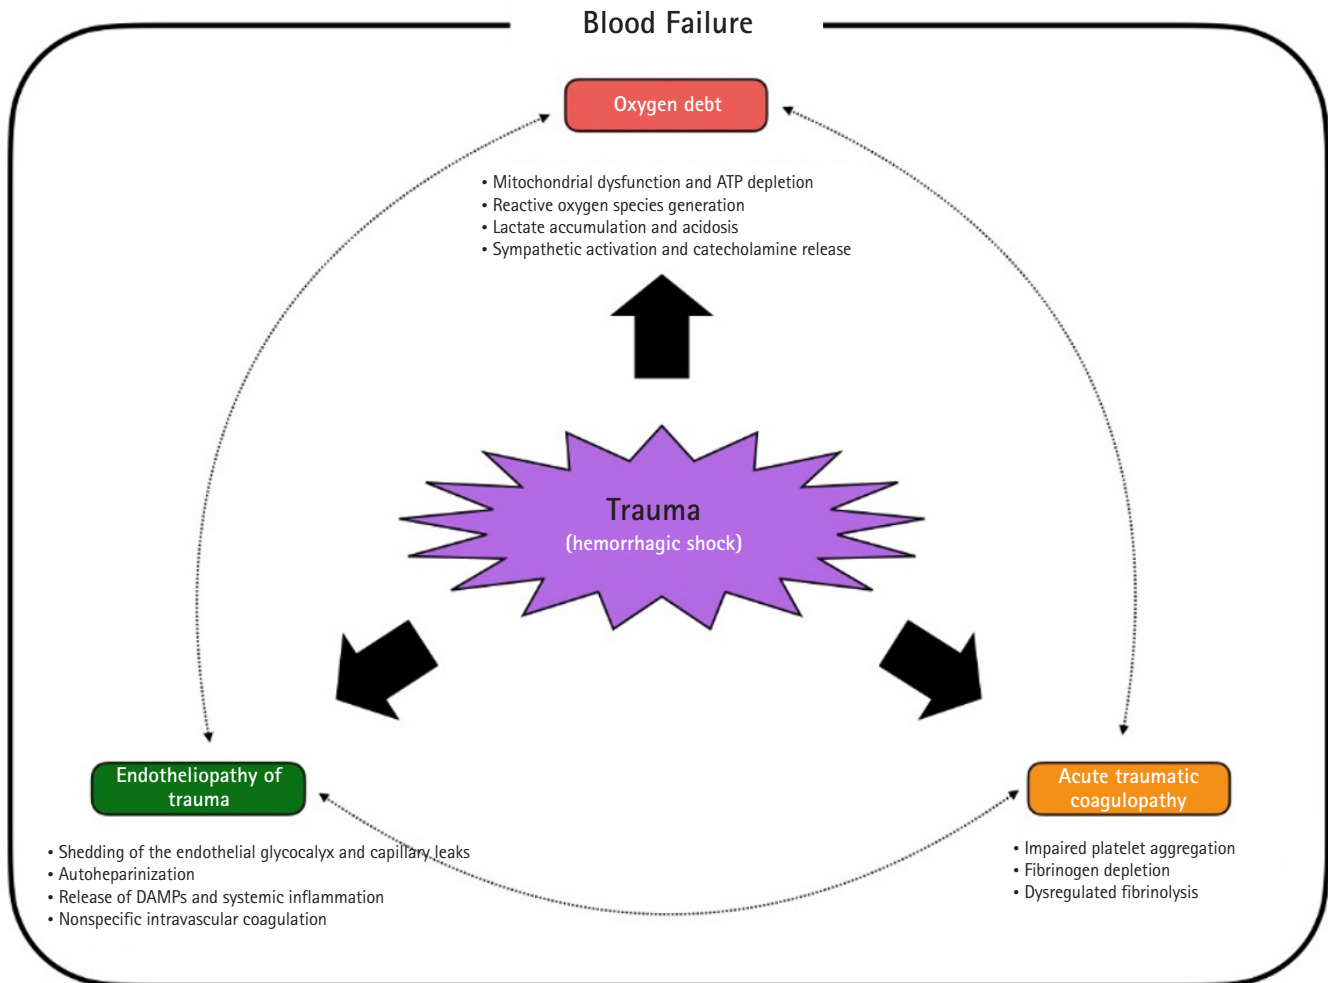 Blood Failure
Oxygen debt
• Mitochondrial dysfunction and ATP depletion
• Reactive oxygen species generation
• Lactate accumulation and acidosis
• Sympathetic activation and catecholamine release
Trauma
(hemorrhagic shock)
Endotheliopathy of
trauma
• Shedding of the endothelial glycocalyx and capillary leaks
• Autoheparinization
• Release of DAMPs and systemic inflammation
• Nonspecific intravascular coagulation
Acute traumatic
coagulopathy
• Impaired platelet aggregation
• Fibrinogen depletion
• Dysregulated fibrinolysis